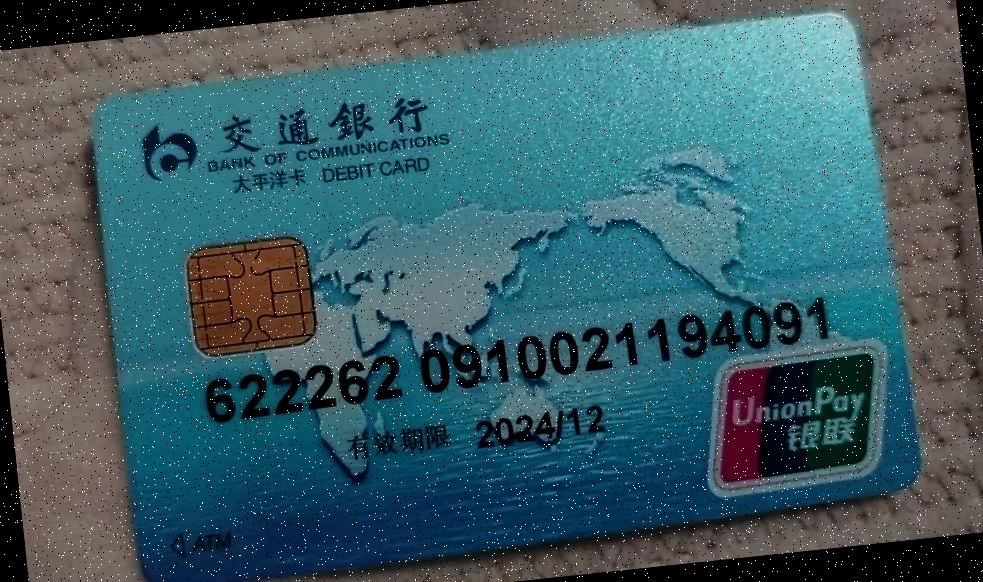 交通銀行
BANK OF COMMUNICATIONS
太平洋卡 DEBIT CARD
622262 0910021194091
有效期限 2024/12
UnionPay
银联
ATM